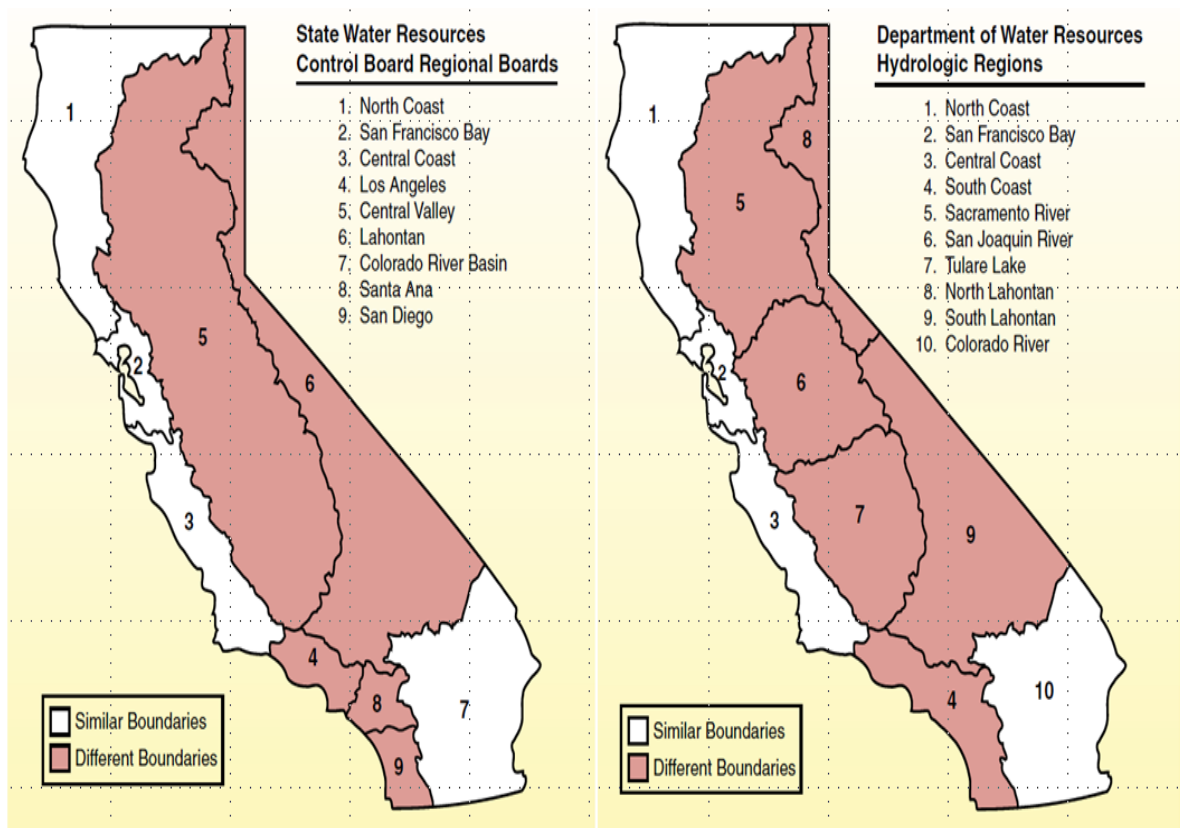 State Water Resources
Control Board Regional Boards
1. North Coast
2. San Francisco Bay
3. Central Coast
4. Los Angeles
5. Central Valley
6. Lahontan
7. Colorado River Basin
8. Santa Ana
9. San Diego
1
5
2
6
3
4
8
7
9
Similar Boundaries
Different Boundaries
Department of Water Resources
Hydrologic Regions
1. North Coast
2. San Francisco Bay
3. Central Coast
4. South Coast
5. Sacramento River
6. San Joaquin River
7. Tulare Lake
8. North Lahontan
9. South Lahontan
10. Colorado River
1
8
5
2
6
3
7
9
4
10
Similar Boundaries
Different Boundaries